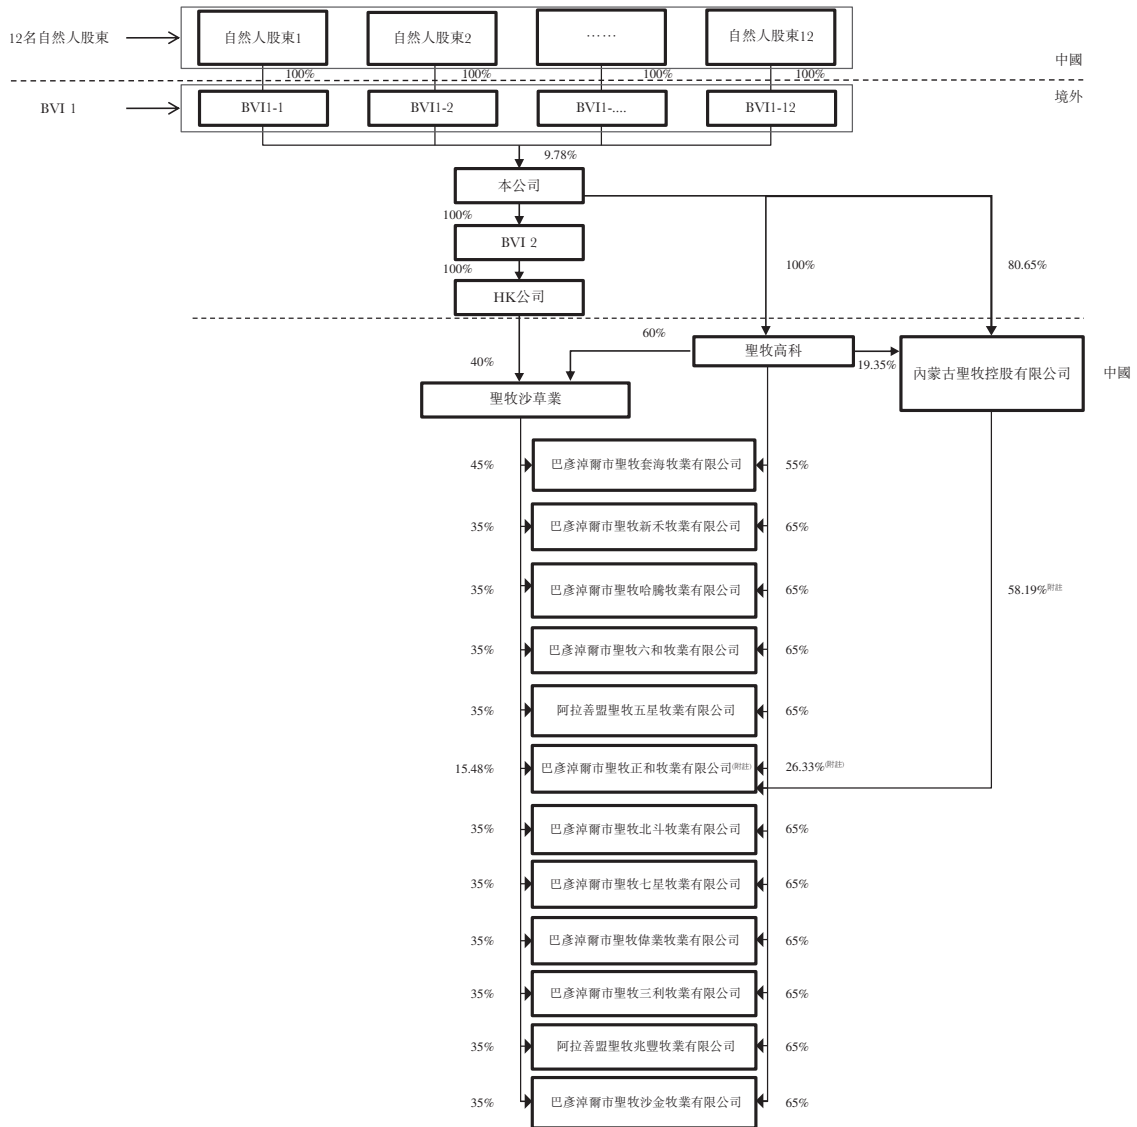 12名自然人股東
自然人股東1
自然人股東2
……
自然人股東12
中國
100%
100%
100%
100%
境外
BVI 1
BVI1-1
BVI1-2
BVI1-....
BVI1-12
9.78%
本公司
100%
BVI 2
100%
80.65%
100%
HK公司
60%
聖牧高科
19.35%
內蒙古聖牧控股有限公司
中國
40%
聖牧沙草業
45%
巴彥淖爾市聖牧套海牧業有限公司
55%
35%
巴彥淖爾市聖牧新禾牧業有限公司
65%
35%
巴彥淖爾市聖牧哈騰牧業有限公司
65%
58.19%附註
35%
巴彥淖爾市聖牧六和牧業有限公司
65%
35%
阿拉善盟聖牧五星牧業有限公司
65%
15.48%
巴彥淖爾市聖牧正和牧業有限公司(附註)
26.33%(附註)
35%
巴彥淖爾市聖牧北斗牧業有限公司
65%
35%
巴彥淖爾市聖牧七星牧業有限公司
65%
35%
巴彥淖爾市聖牧偉業牧業有限公司
65%
35%
巴彥淖爾市聖牧三利牧業有限公司
65%
35%
阿拉善盟聖牧兆豐牧業有限公司
65%
35%
巴彥淖爾市聖牧沙金牧業有限公司
65%